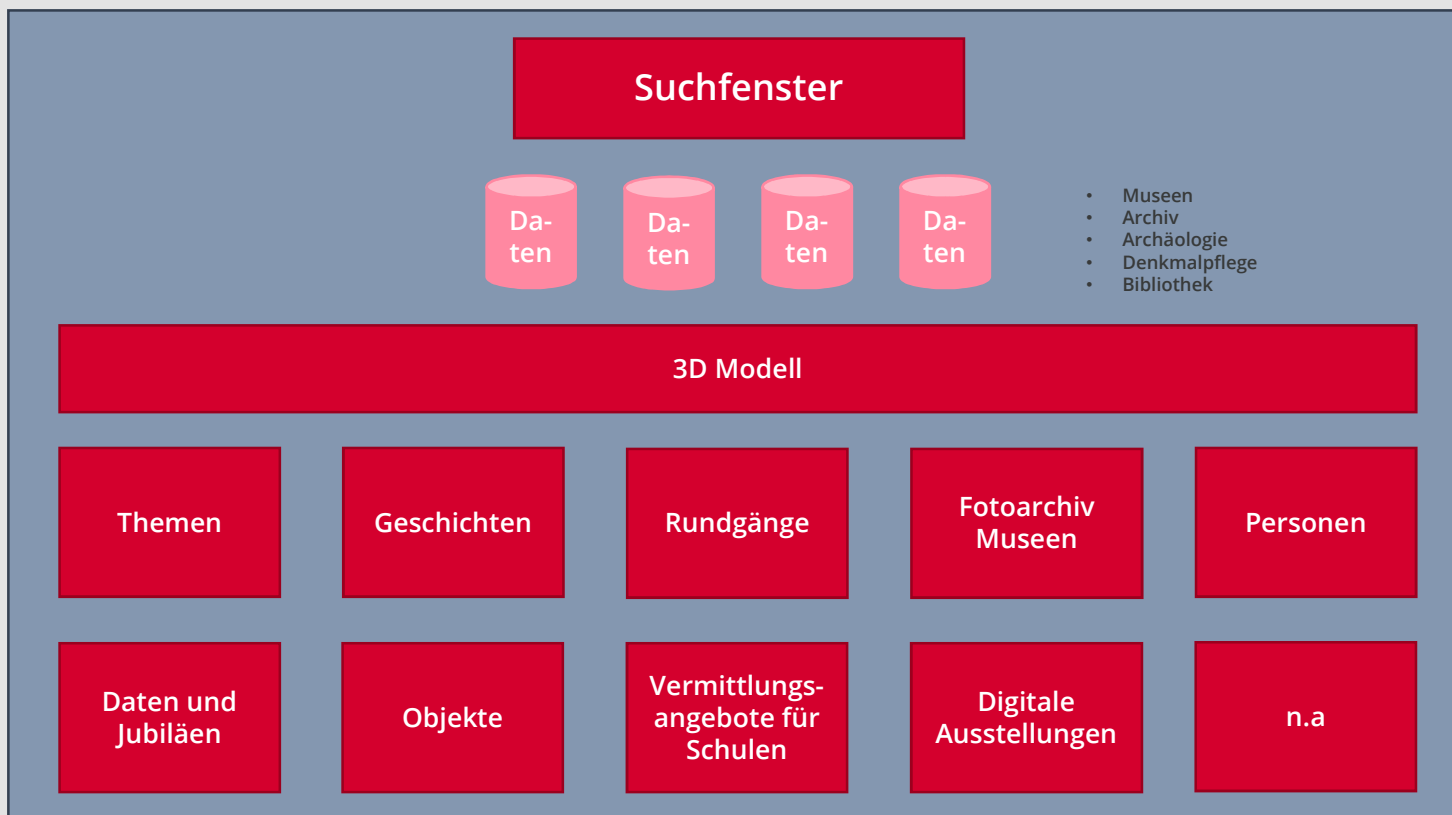 Suchfenster
Da-
ten
Da-
ten
Da-
ten
Da-
ten
• Museen
• Archiv
• Archäologie
• Denkmalpflege
• Bibliothek
3D Modell
Themen
Geschichten
Rundgänge
Fotoarchiv
Museen
Personen
Daten und
Jubiläen
Objekte
Vermittlungs-
angebote für
Schulen
Digitale
Ausstellungen
n.a